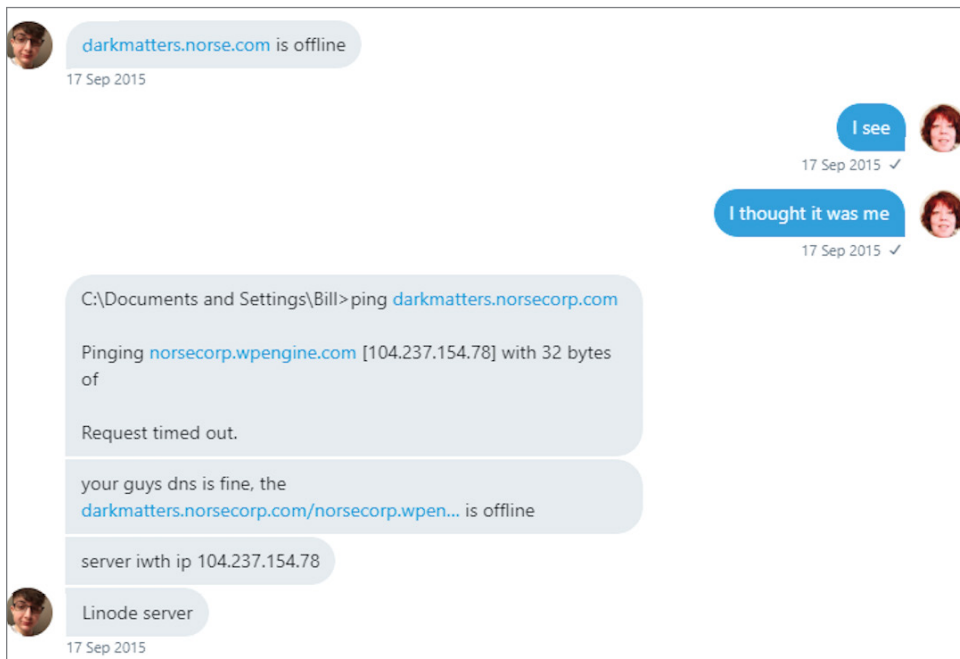 darkmatters.norse.com is offline
17 Sep 2015
I see
17 Sep 2015 ✓
I thought it was me
17 Sep 2015 ✓
C:\Documents and Settings\Bill>ping darkmatters.norsecorp.com
Pinging norsecorp.wpengine.com [104.237.154.78] with 32 bytes
of
Request timed out.
your guys dns is fine, the
darkmatters.norsecorp.com/norsecorp.wpen... is offline
server iwth ip 104.237.154.78
Linode server
17 Sep 2015